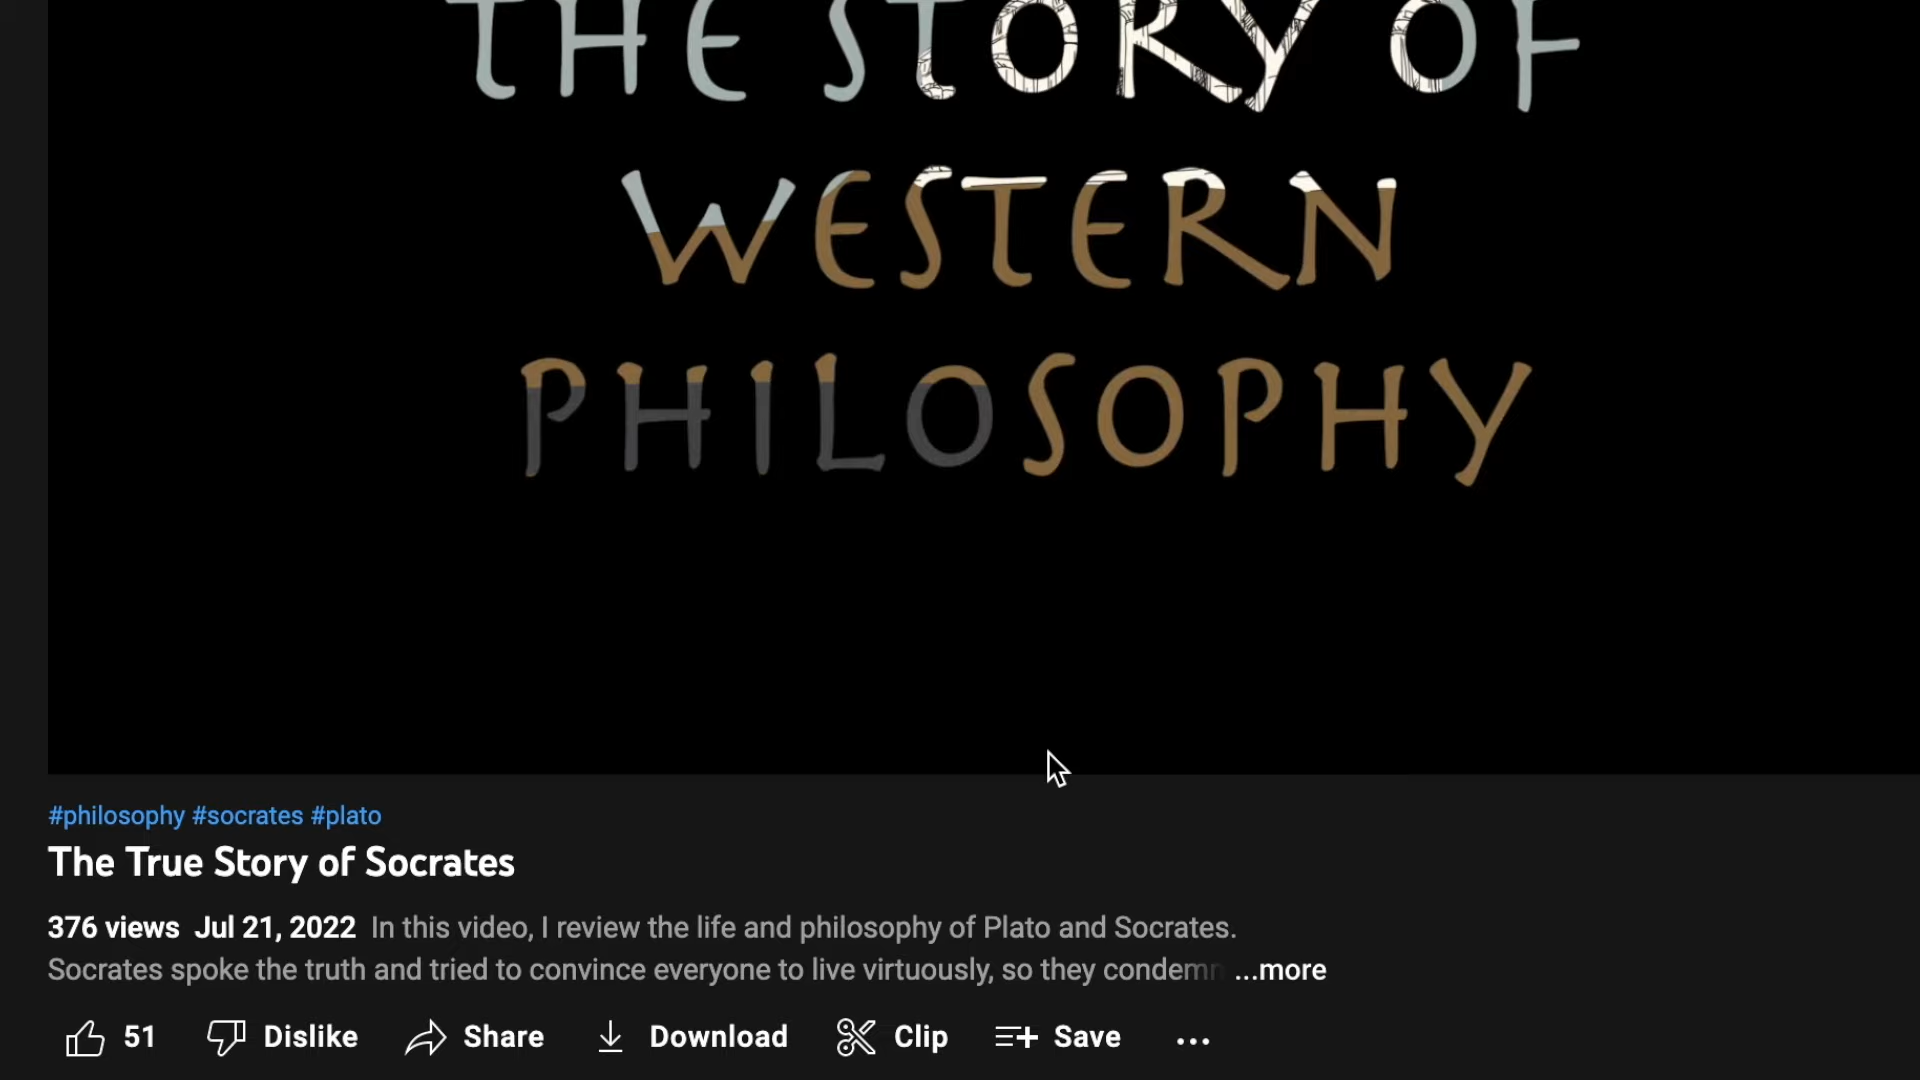 THE STORY OF
WESTERN
PHILOSOPHY
#philosophy #socrates #plato
The True Story of Socrates
376 views Jul 21, 2022 In this video, I review the life and philosophy of Plato and Socrates.
Socrates spoke the truth and tried to convince everyone to live virtuously, so they condemn ...more
51 Dislike Share Download Clip Save ...